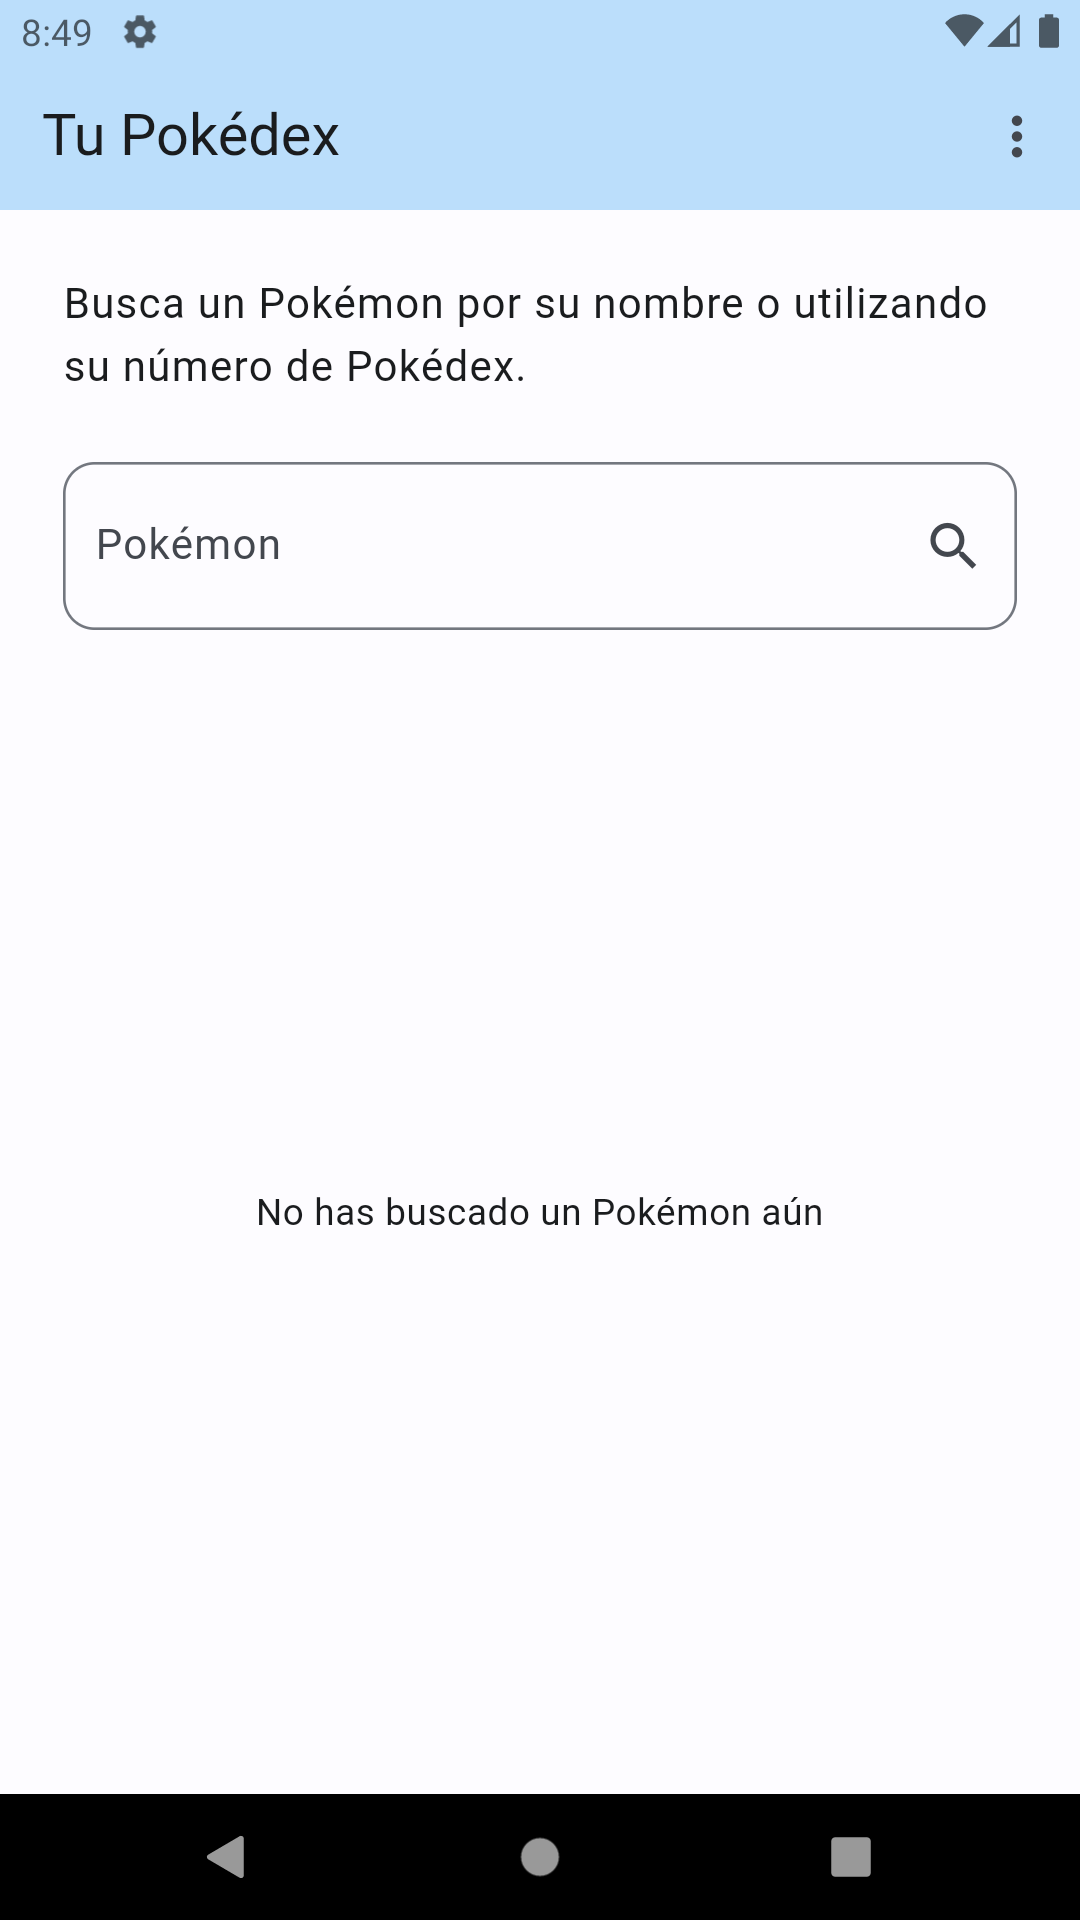 8:49
Tu Pokédex
Busca un Pokémon por su nombre o utilizando
su número de Pokédex.
Pokémon
No has buscado un Pokémon aún